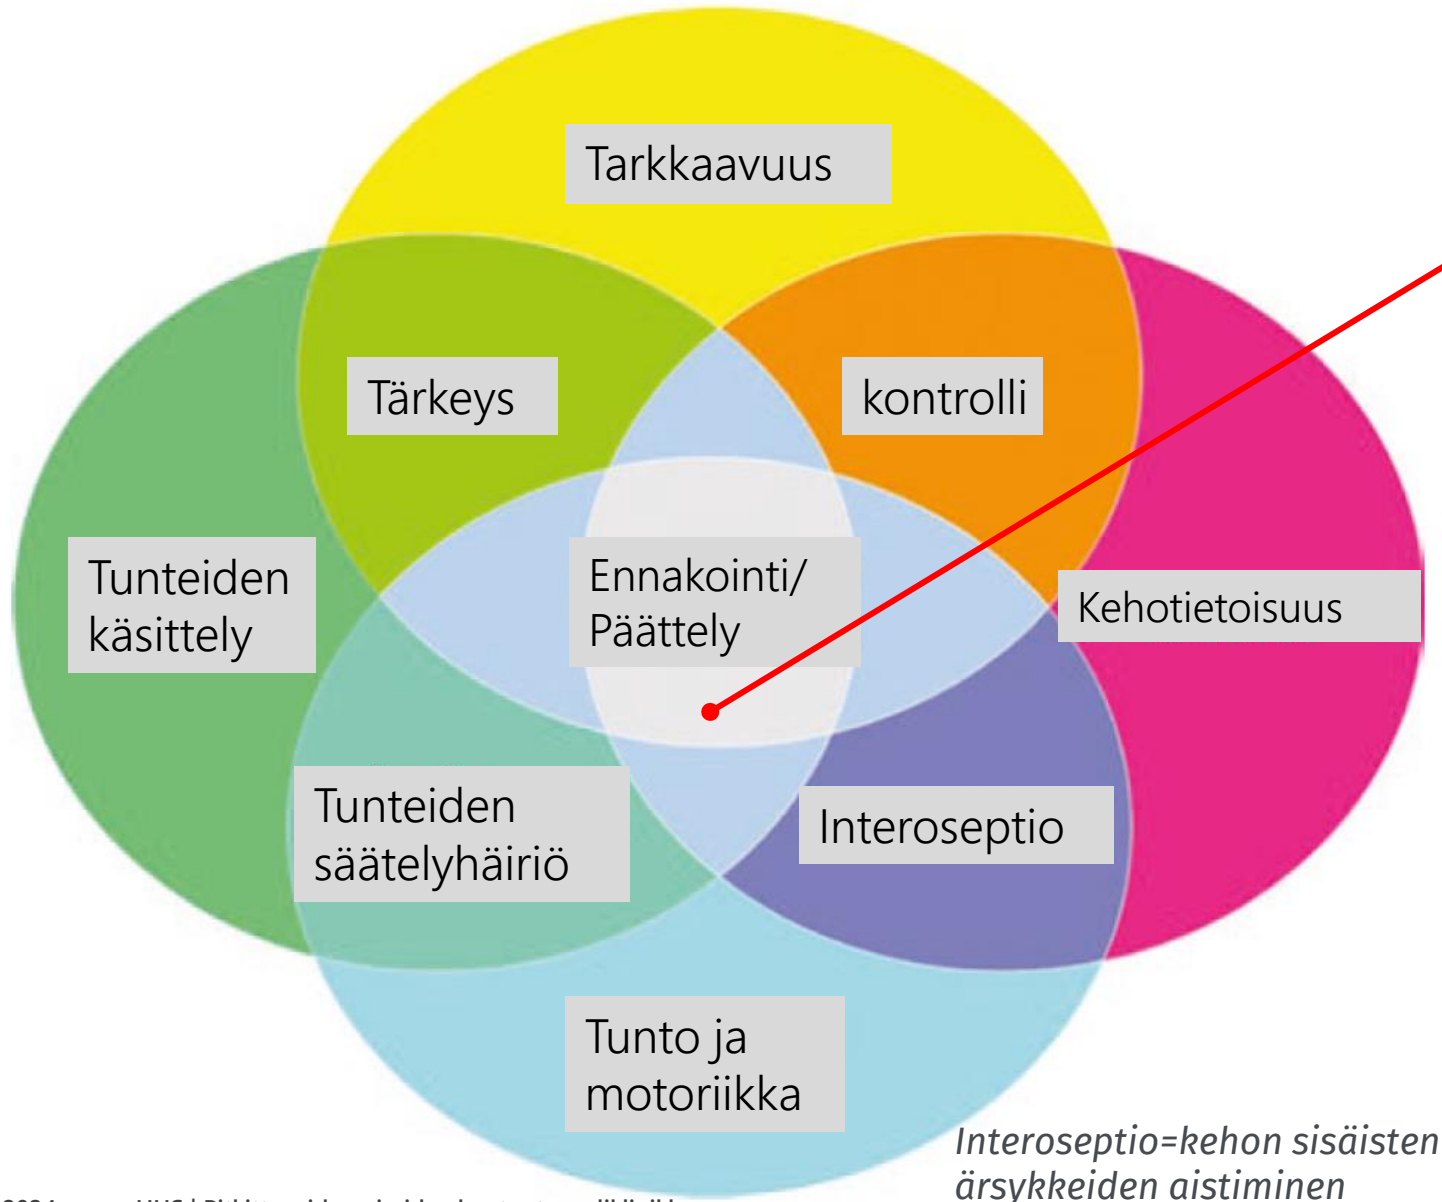 Tarkkaavuus
Tärkeys
kontrolli
Tunteiden
käsittely
Ennakointi/
Päättely
Kehotietoisuus
Tunteiden
säätelyhäiriö
Interoseptio
Tunto ja
motoriikka
Interoseptio=kehon sisäisten
ärsykkeiden aistiminen